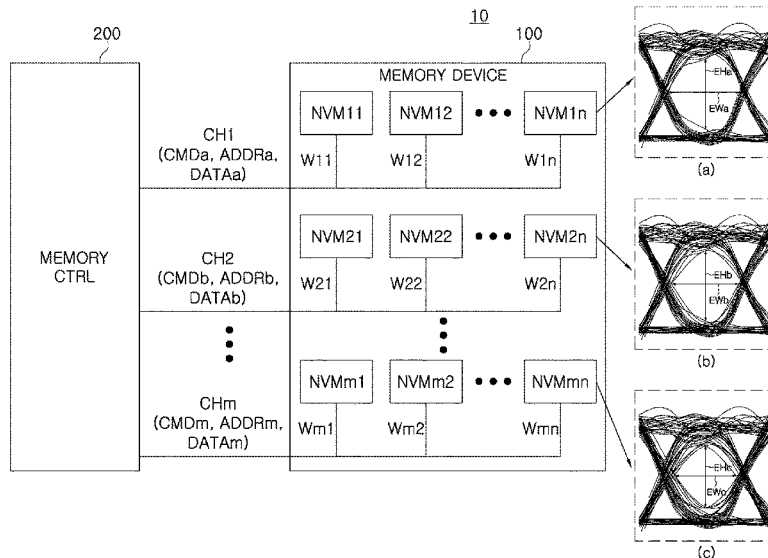 10
200
100
MEMORY DEVICE
NVM11 NVM12 NVM1n
CH1
(CMDa, ADDRa,
DATAa)
W11 W12 W1n
EHa
EWa
(a)
NVM21 NVM22 NVM2n
MEMORY
CTRL
CH2
(CMDb, ADDRb,
DATAb)
W21 W22 W2n
EHb
EWb
(b)
NVMm1 NVMm2 NVMmn
CHm
(CMDm, ADDRm,
DATAm)
Wm1 Wm2 Wmn
EHc
EWc
(c)